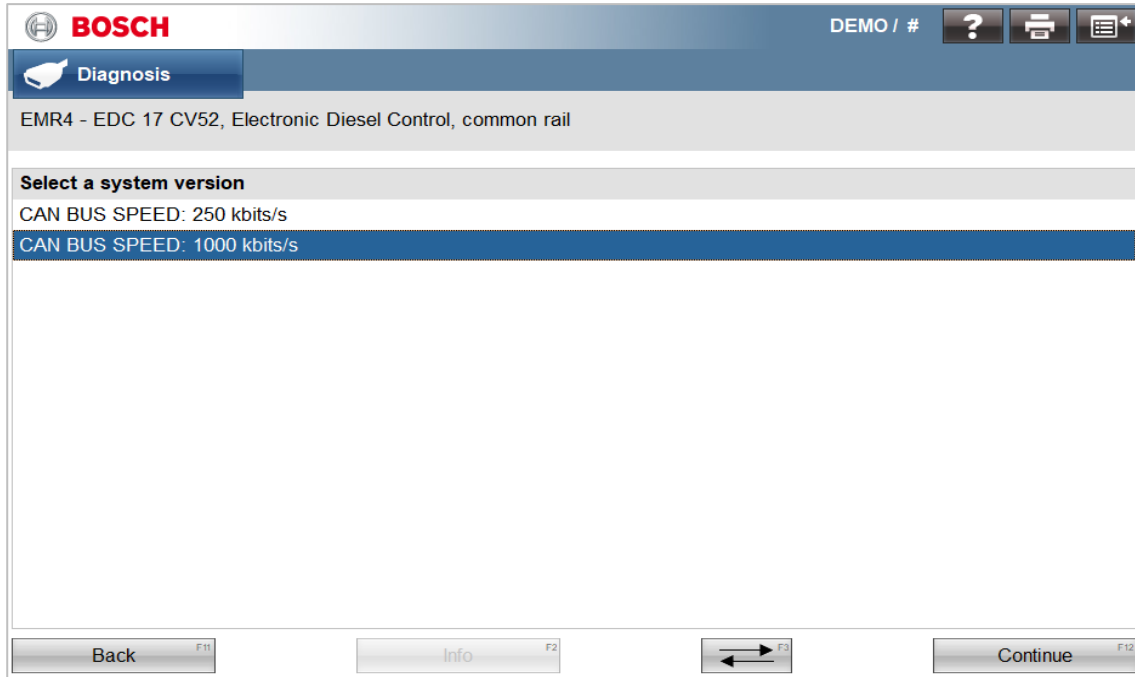 BOSCH
DEMO / #
?
Diagnosis
EMR4 - EDC 17 CV52, Electronic Diesel Control, common rail
Select a system version
CAN BUS SPEED: 250 kbits/s
CAN BUS SPEED: 1000 kbits/s
Back F11
Info F2
F3
Continue F12